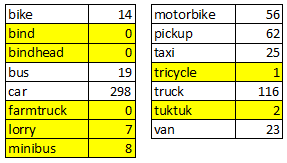 bike 14
bind 0
bindhead 0
bus 19
car 298
farmtruck 0
lorry 7
minibus 8
motorbike 56
pickup 62
taxi 25
tricycle 1
truck 116
tuktuk 2
van 23